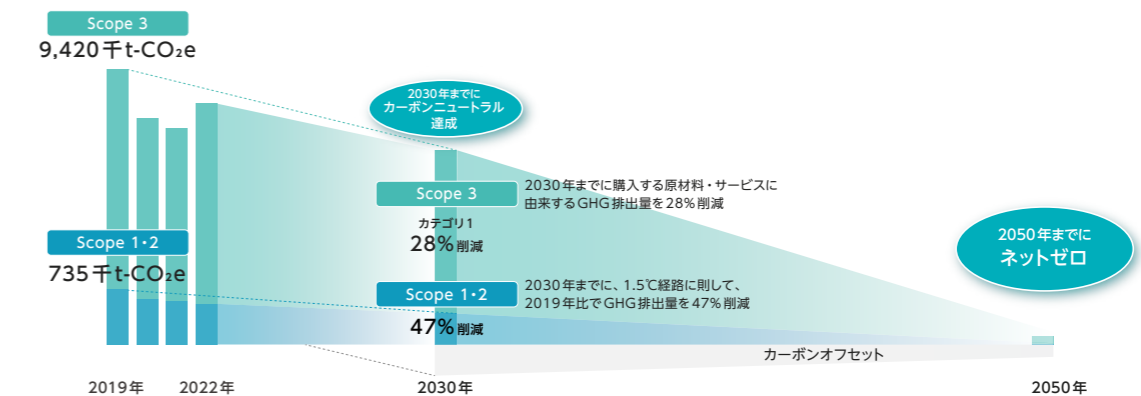 Scope 3
9,420千t-CO₂e
2030年までに
カーボンニュートラル
達成
Scope 3
2030年までに購入する原材料・サービスに
由来するGHG排出量を28%削減
カテゴリ1
28%削減
Scope 1・2
735千t-CO₂e
2050年までに
ネットゼロ
Scope 1・2
2030年までに、1.5℃経路に則して、
2019年比でGHG排出量を47%削減
47%削減
カーボンオフセット
2019年
2022年
2030年
2050年